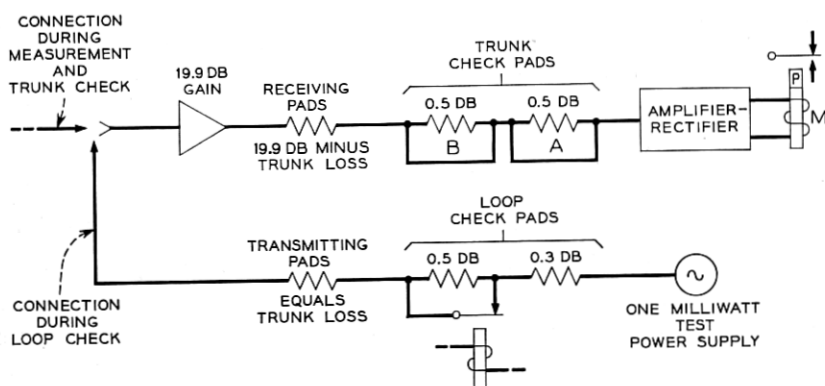 CONNECTION
DURING
MEASUREMENT
AND
TRUNK CHECK
19.9 DB
GAIN
RECEIVING
PADS
19.9 DB MINUS
TRUNK LOSS
TRUNK
CHECK PADS
0.5 DB
0.5 DB
B
A
AMPLIFIER-
RECTIFIER
P
M
LOOP
CHECK PADS
TRANSMITTING
PADS
EQUALS
TRUNK LOSS
0.5 DB
0.3 DB
ONE MILLIWATT
TEST
POWER SUPPLY
CONNECTION
DURING
LOOP CHECK